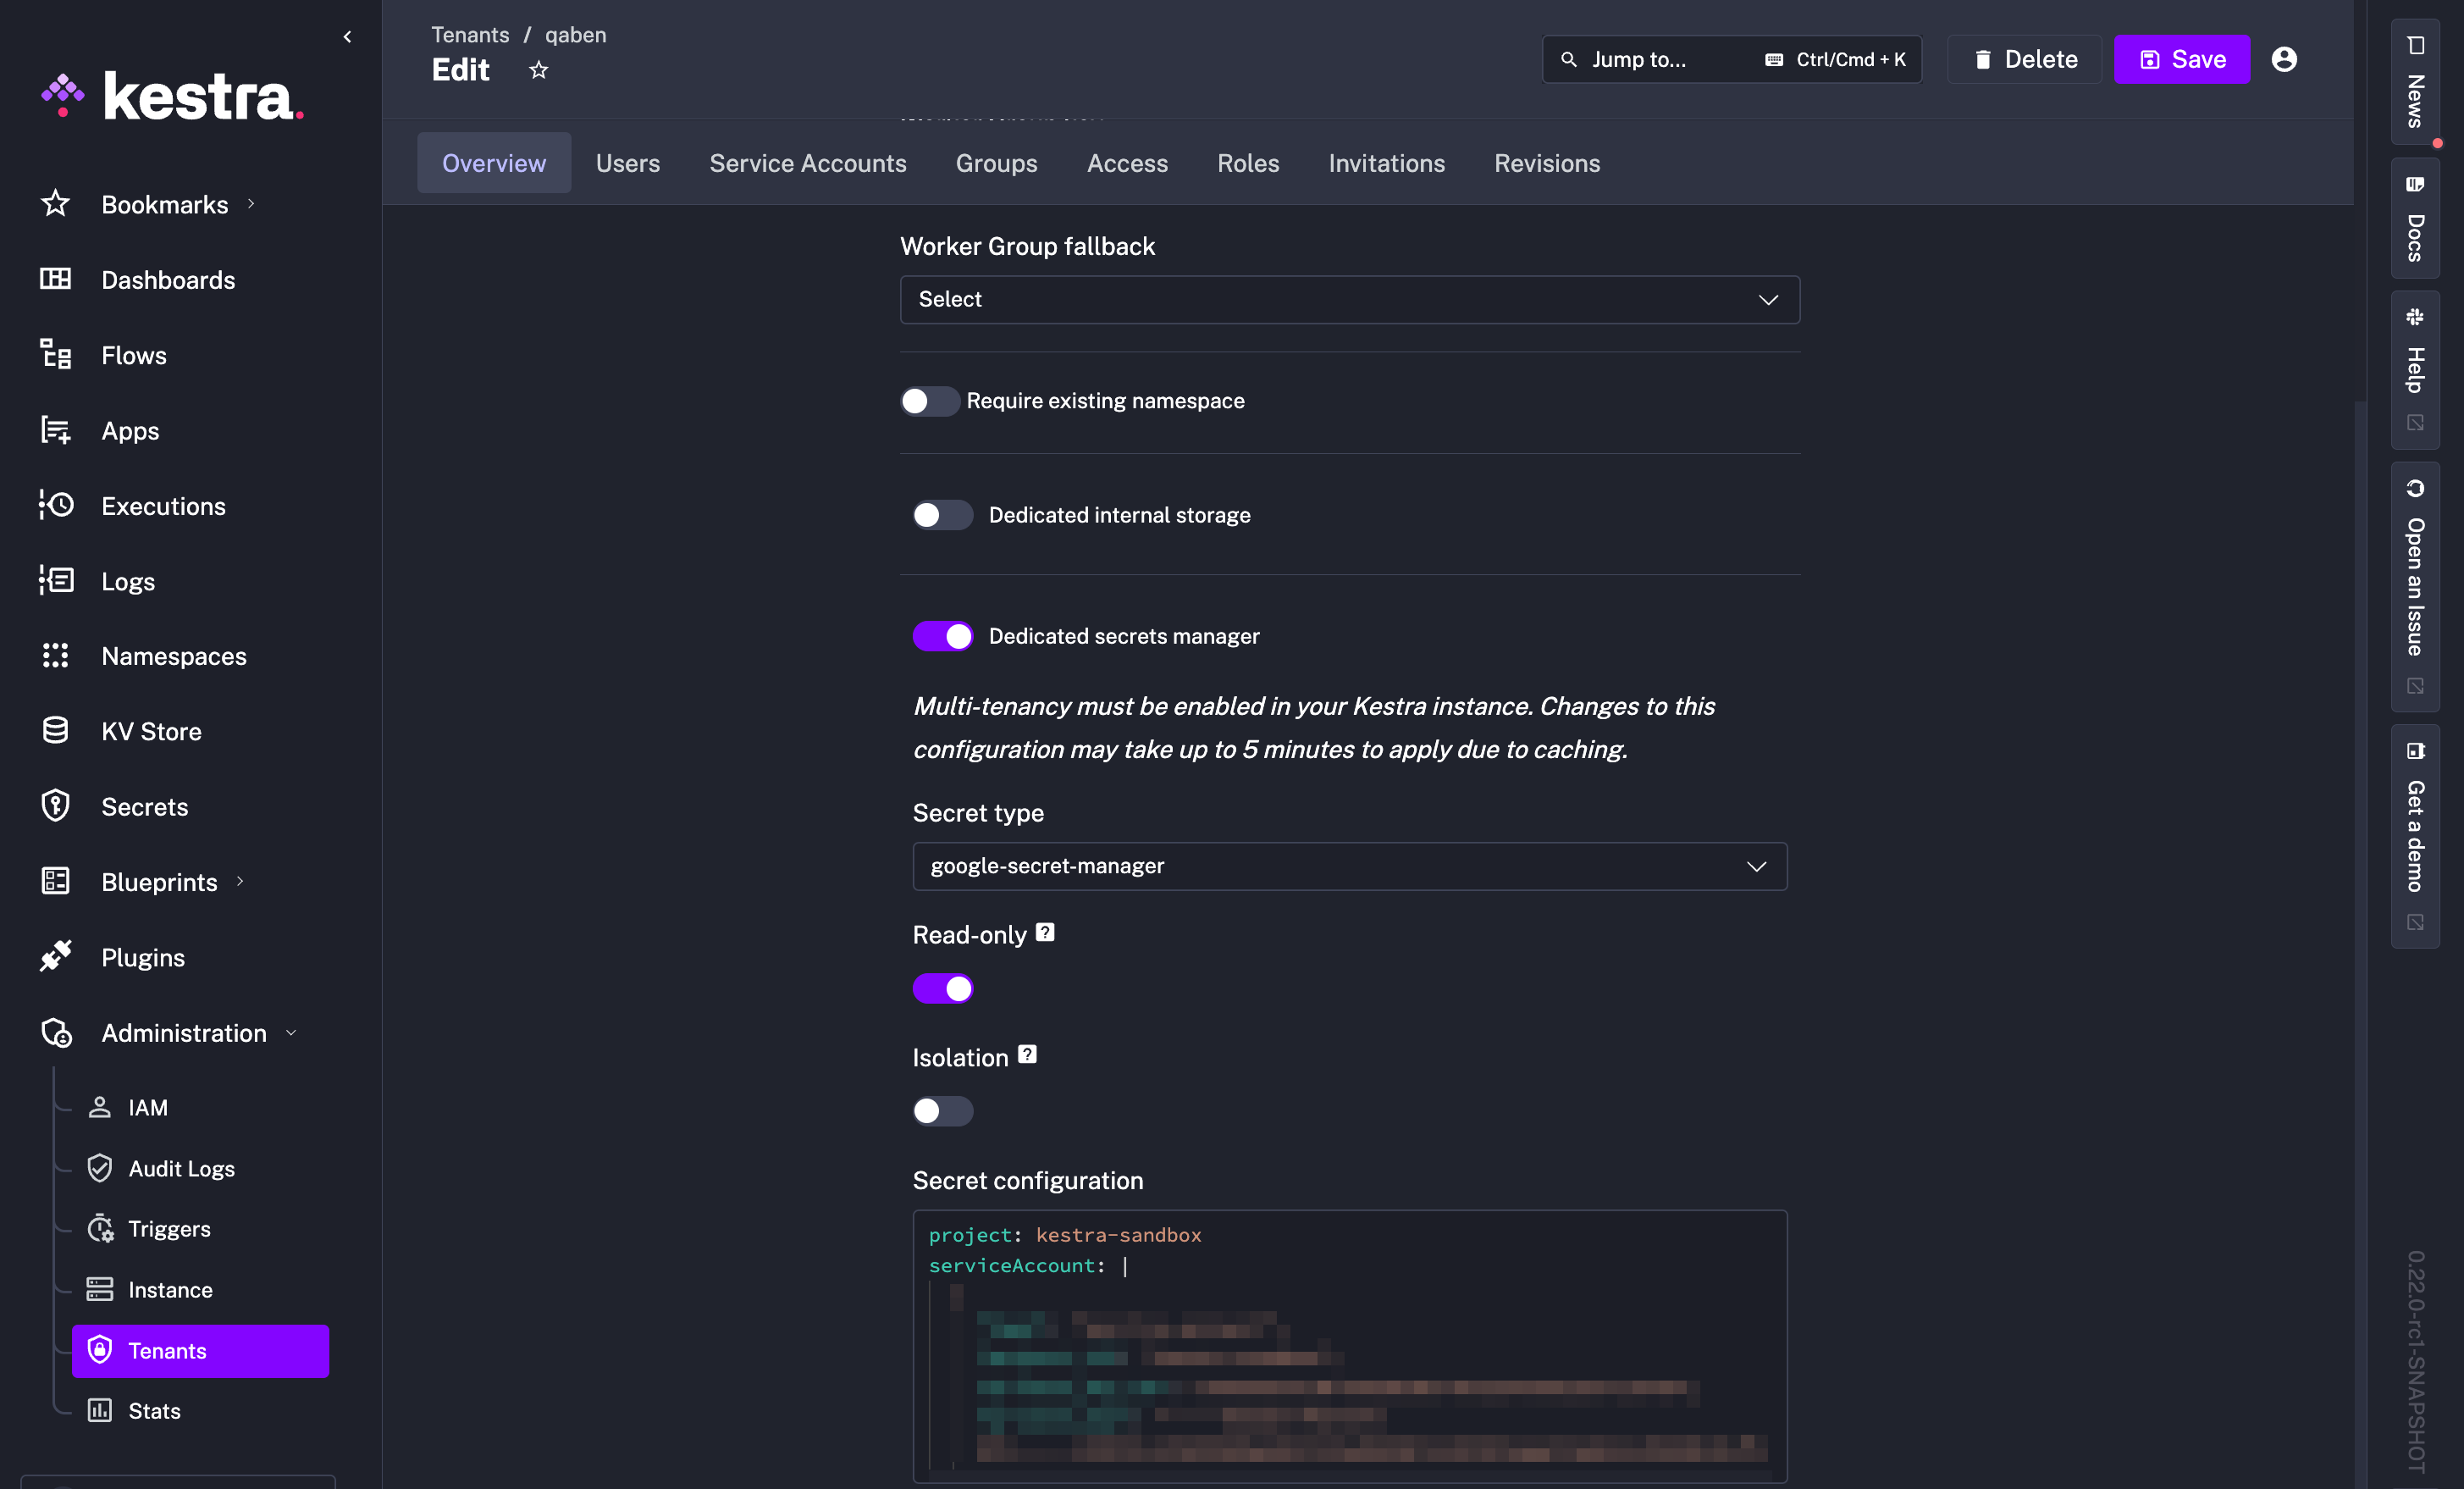 kestra.
Bookmarks
Dashboards
Flows
Apps
Executions
Logs
Namespaces
KV Store
Secrets
Blueprints
Plugins
Administration
IAM
Audit Logs
Triggers
Instance
Tenants
Stats
Tenants / qaben
Edit
Jump to... Ctrl/Cmd + K
Delete
Save
Overview Users Service Accounts Groups Access Roles Invitations Revisions
Worker Group fallback
Select
Require existing namespace
Dedicated internal storage
Dedicated secrets manager
Multi-tenancy must be enabled in your Kestra instance. Changes to this
configuration may take up to 5 minutes to apply due to caching.
Secret type
google-secret-manager
Read-only ?
Isolation ?
Secret configuration
project: kestra-sandbox
serviceAccount: |
News
Docs
Help
Open an Issue
Get a demo
0.22.0-rc1-SNAPSHOT